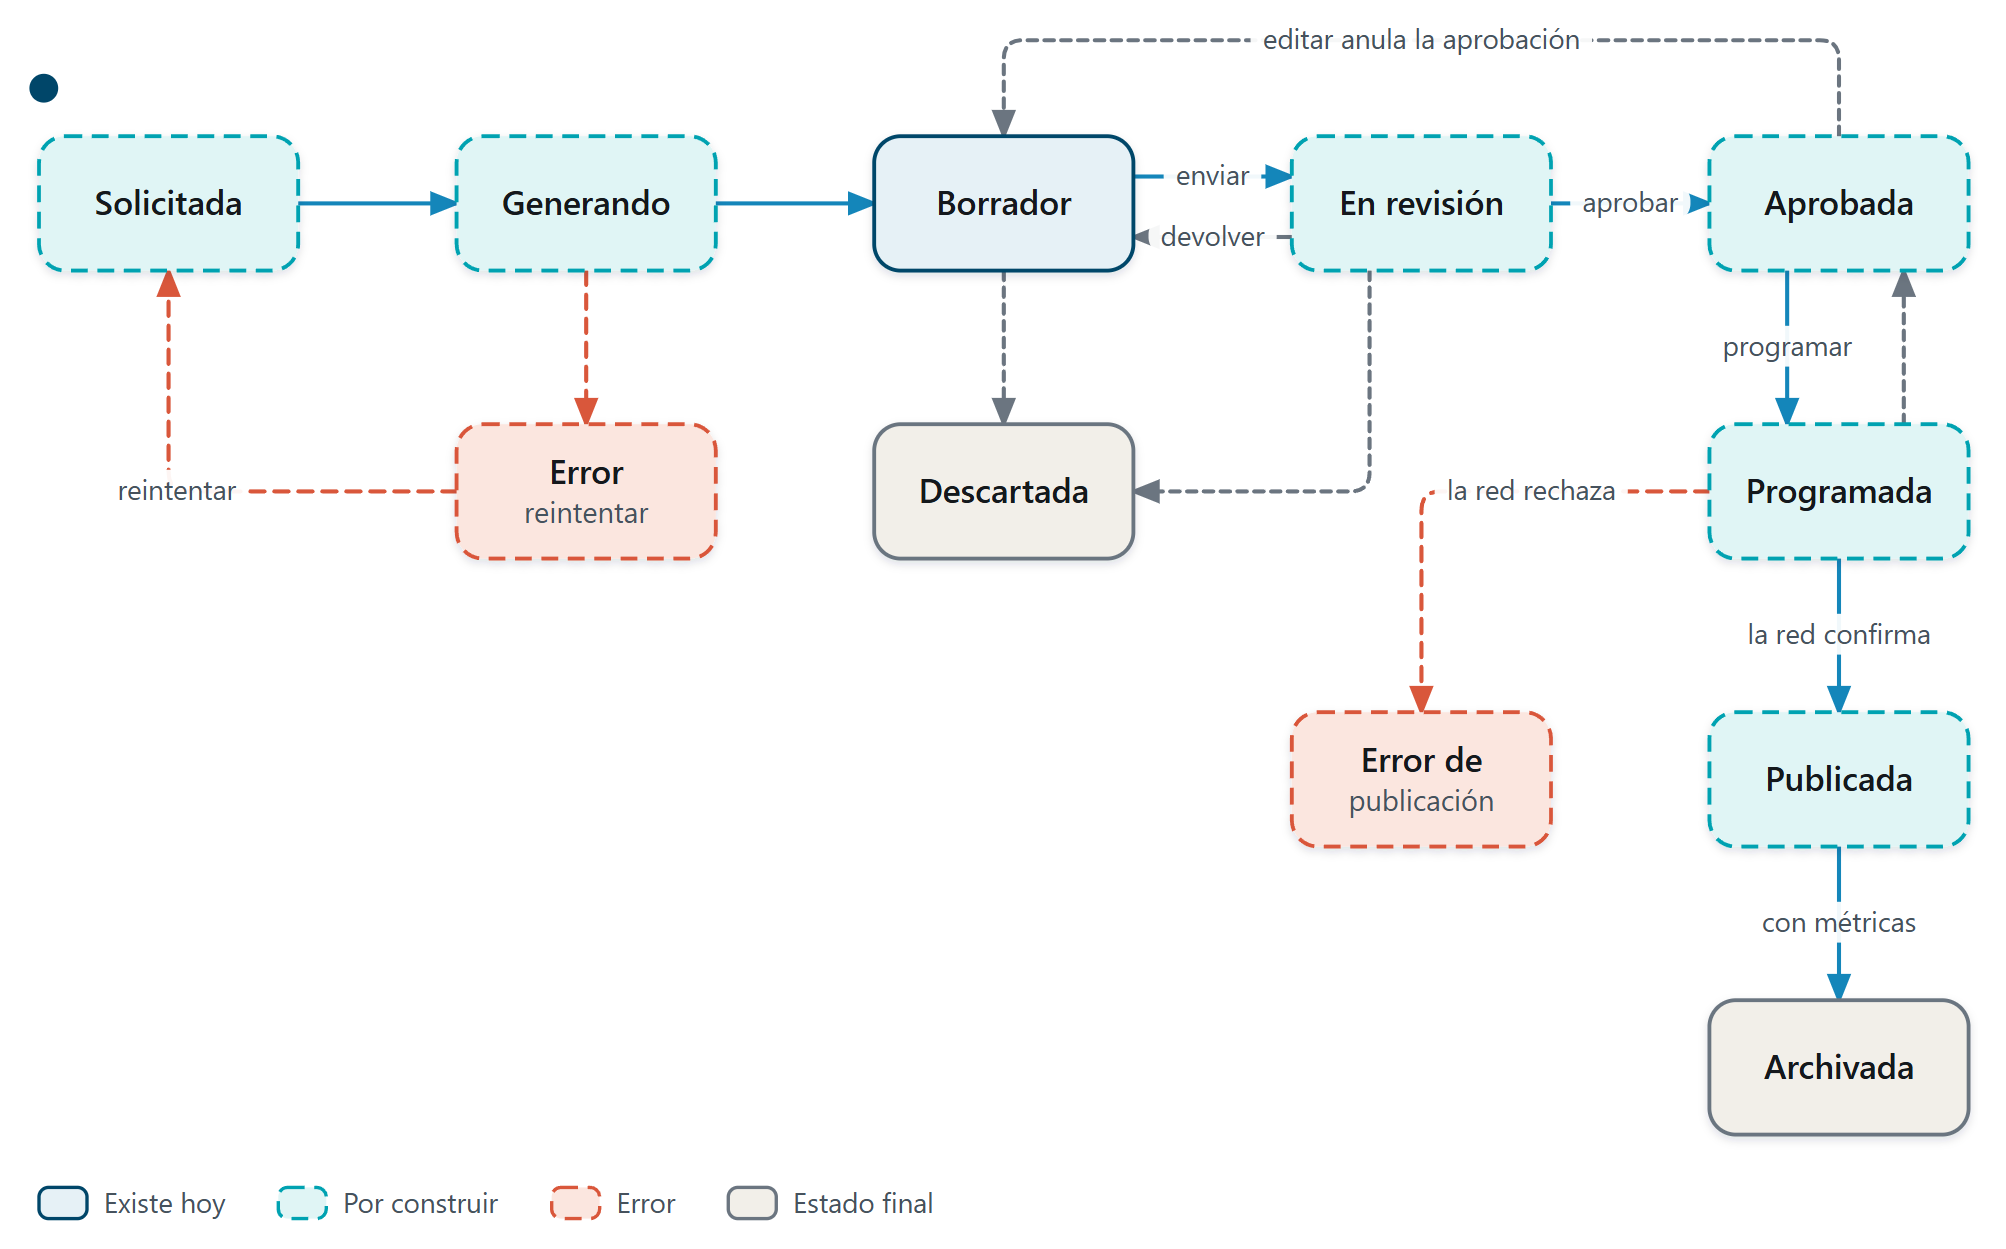 editar anula la aprobación
Solicitada
Generando
Borrador
enviar
devolver
En revisión
aprobar
Aprobada
programar
reintentar
Error
reintentar
Descartada
la red rechaza
Programada
la red confirma
Error de
publicación
Publicada
con métricas
Archivada
Existe hoy
Por construir
Error
Estado final